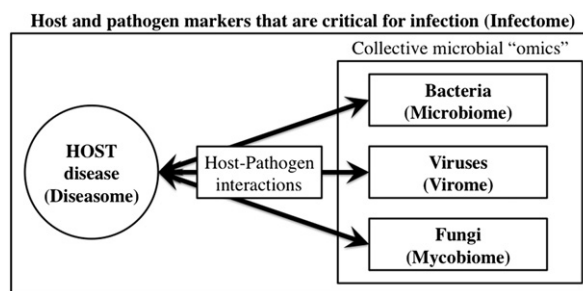 Host and pathogen markers that are critical for infection (Infectome)
Collective microbial “omics”
Bacteria
(Microbiome)
HOST
disease
(Diseasome)
Host-Pathogen
interactions
Viruses
(Virome)
Fungi
(Mycobiome)